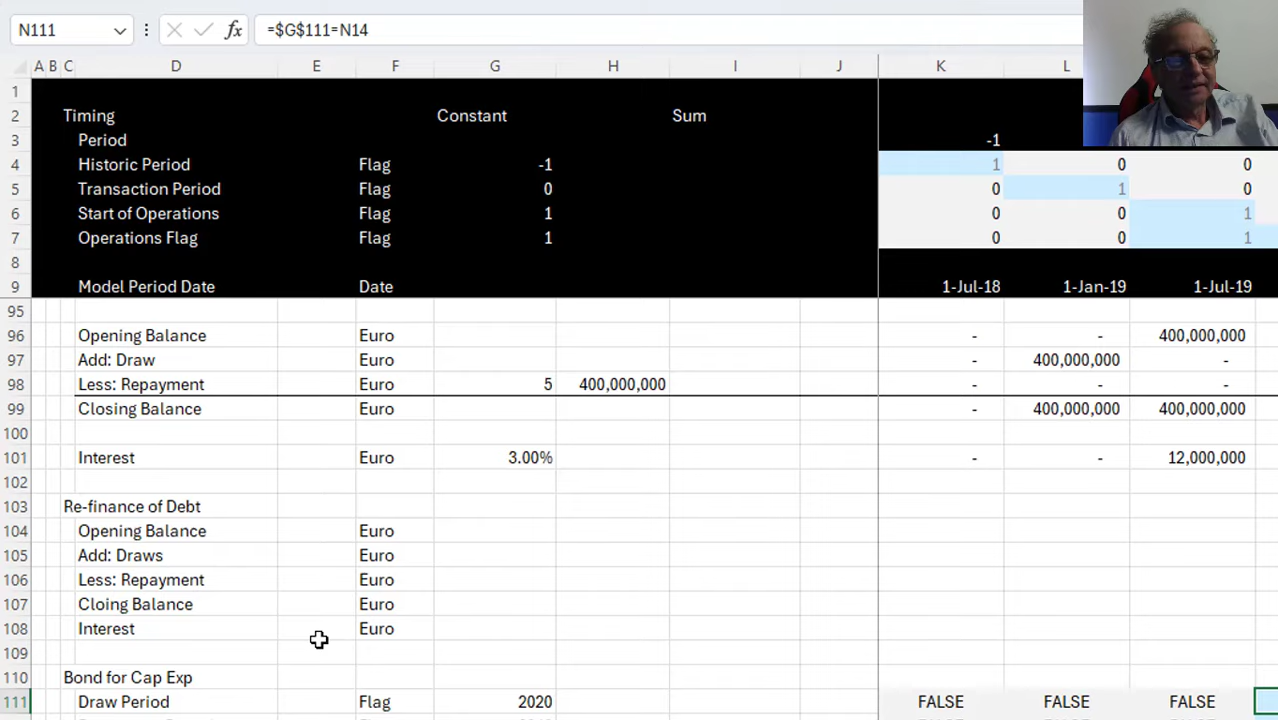 N111 fx =$G$111=N14
A B C D E F G H I J K L
1
2 Timing Constant Sum
3 Period -1
4 Historic Period Flag -1 1 0 0
5 Transaction Period Flag 0 0 1 0
6 Start of Operations Flag 1 0 0 1
7 Operations Flag Flag 1 0 0 1
8
9 Model Period Date Date 1-Jul-18 1-Jan-19 1-Jul-19
95
96 Opening Balance Euro - - 400,000,000
97 Add: Draw Euro - 400,000,000 -
98 Less: Repayment Euro 5 400,000,000 - - -
99 Closing Balance Euro - 400,000,000 400,000,000
100
101 Interest Euro 3.00% - - 12,000,000
102
103 Re-finance of Debt
104 Opening Balance Euro
105 Add: Draws Euro
106 Less: Repayment Euro
107 Cloing Balance Euro
108 Interest Euro
109
110 Bond for Cap Exp
111 Draw Period Flag 2020 FALSE FALSE FALSE